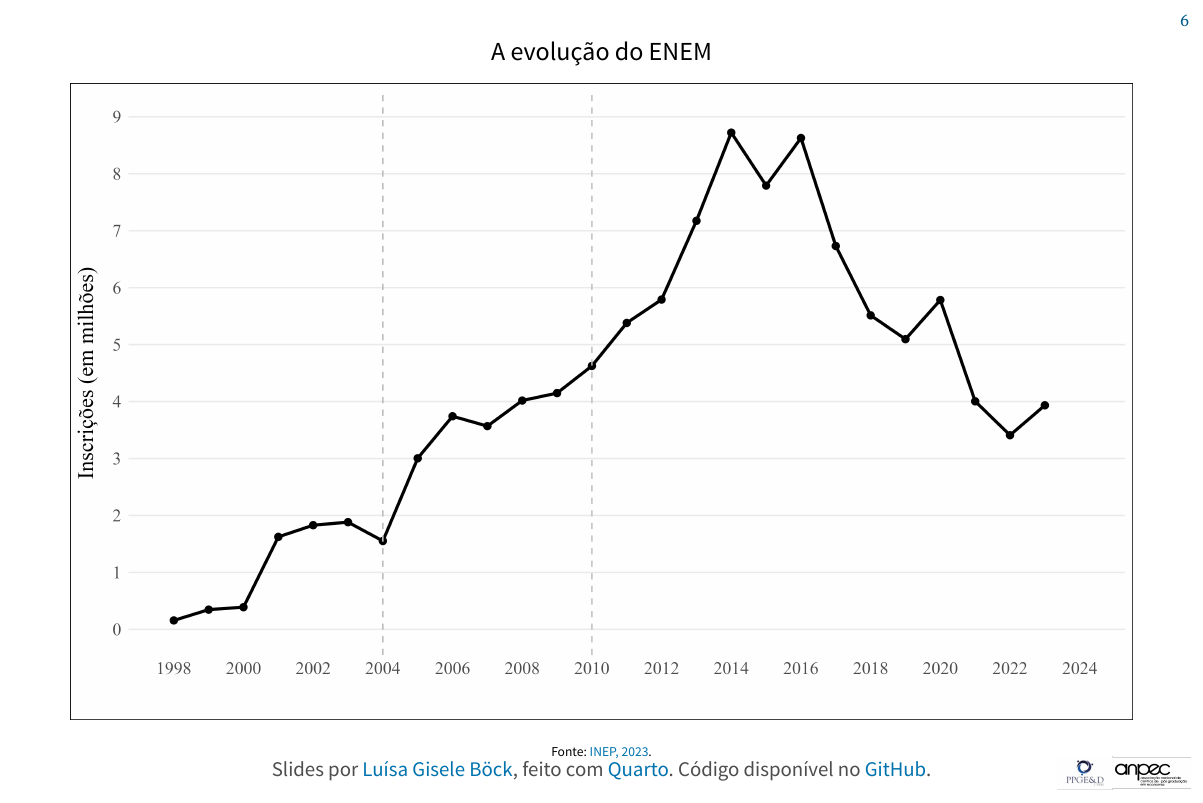 6
A evolução do ENEM
Inscrições (em milhões)
9
8
7
6
5
4
3
2
1
0
1998 2000 2002 2004 2006 2008 2010 2012 2014 2016 2018 2020 2022 2024
Fonte: INEP, 2023.
Slides por Luísa Gisele Böck, feito com Quarto. Código disponível no GitHub.
PPGE&D
anpec